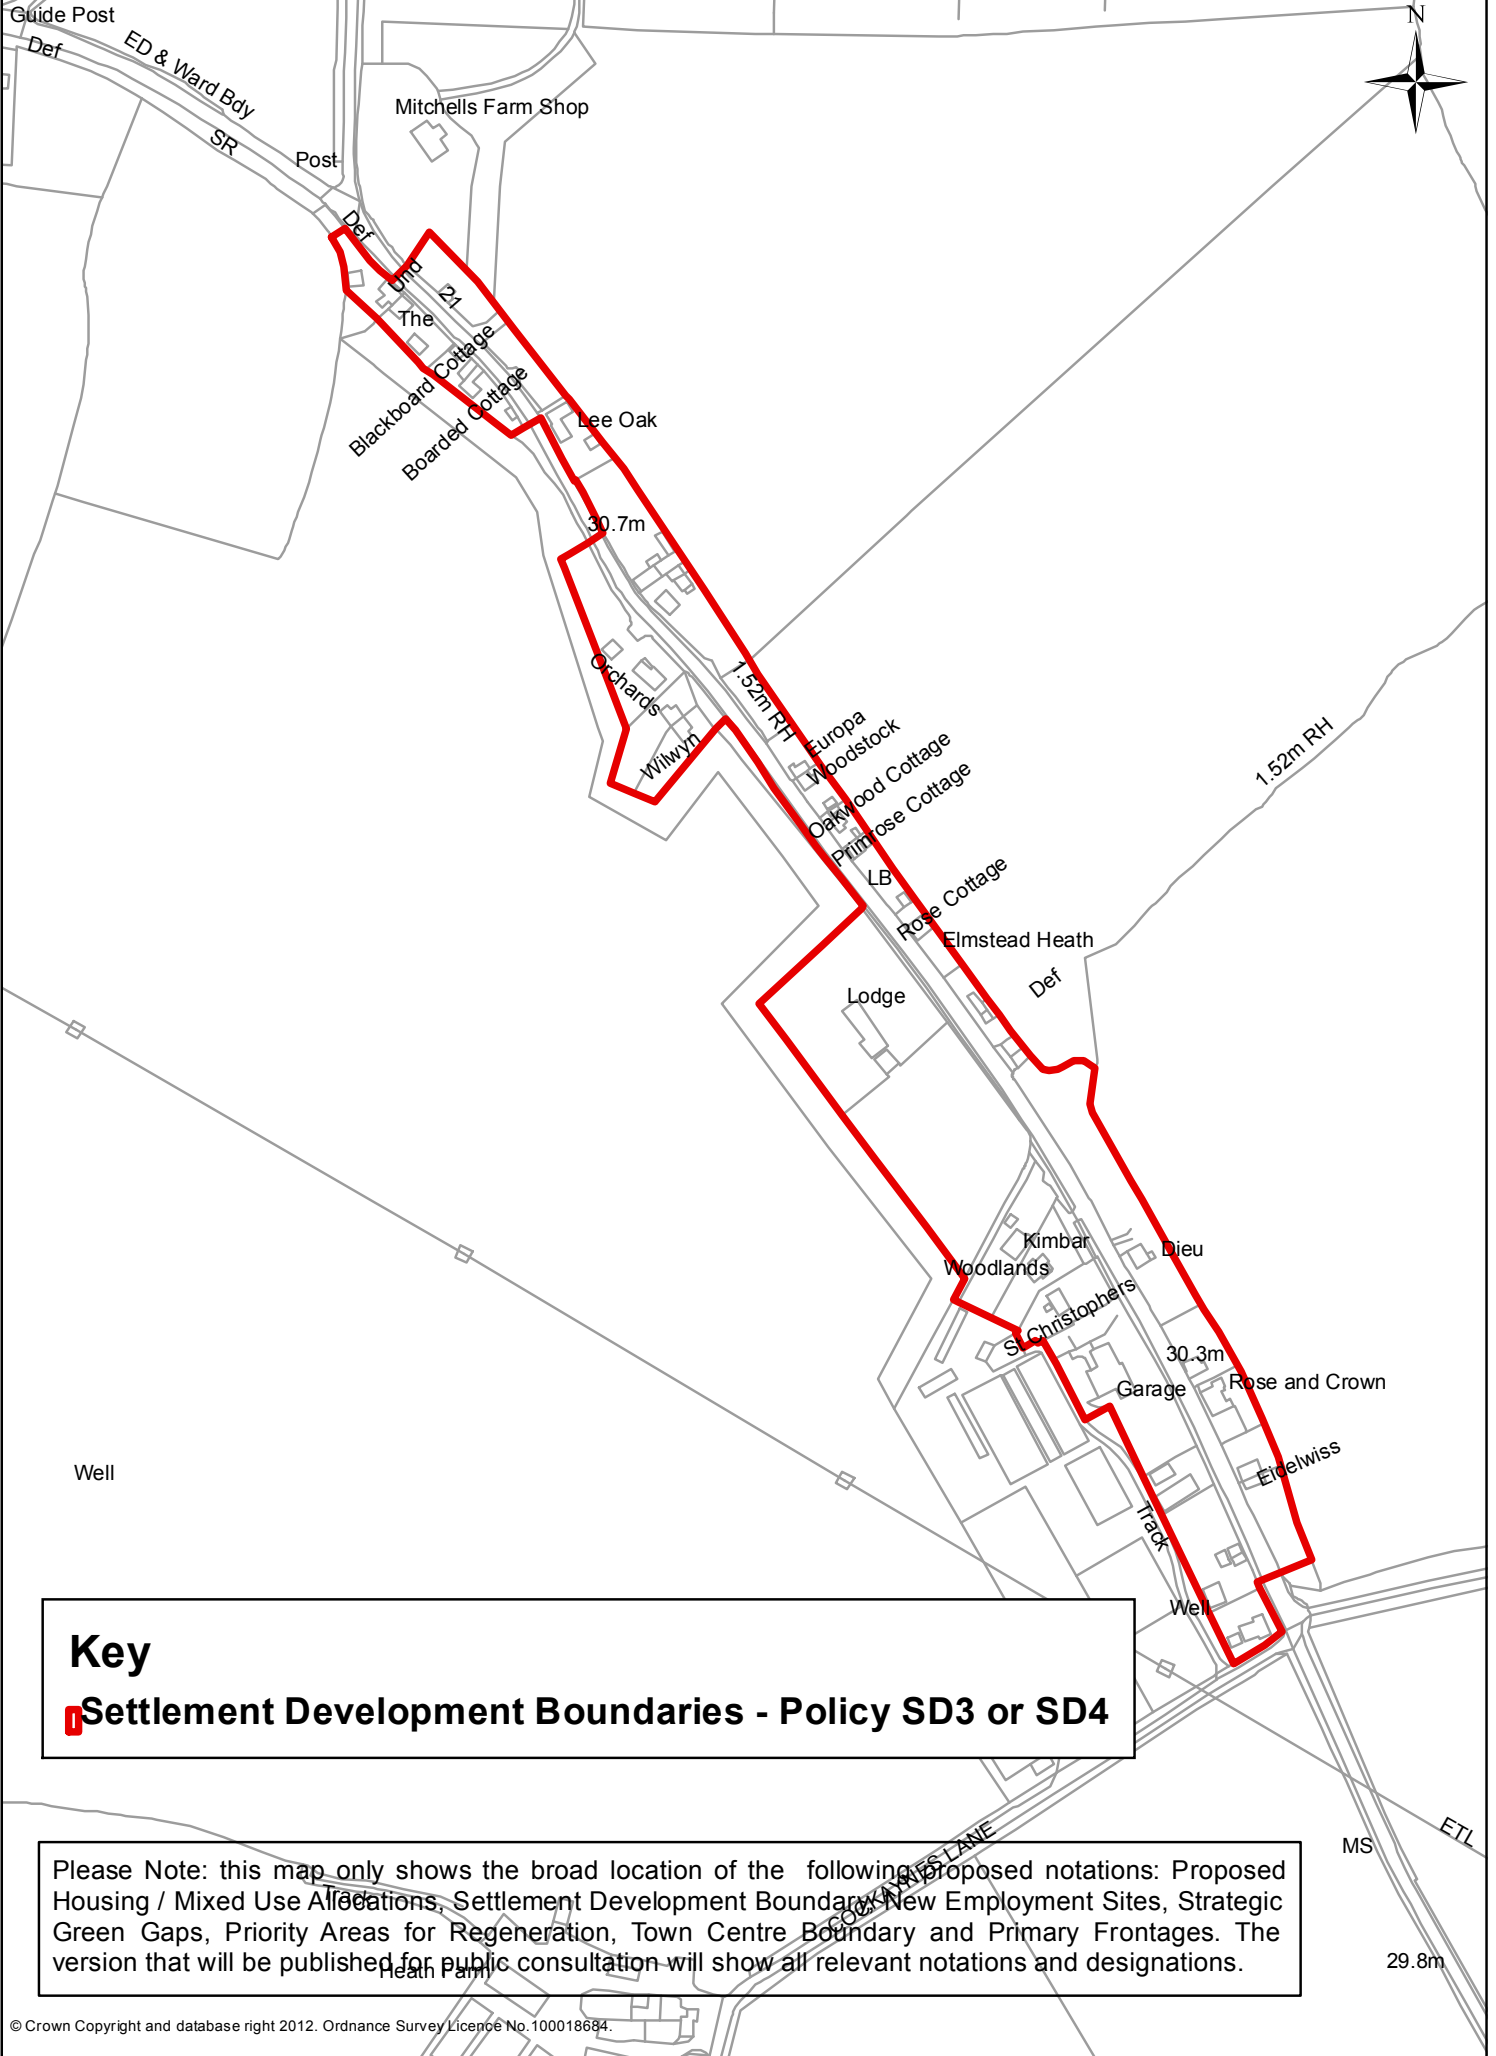 Guide Post
N
Def
ED & Ward Bdy
Mitchells Farm Shop
SR
Post
Def
Und
21
The
Blackboard Cottage
Boarded Cottage
Lee Oak
30.7m
Orchards
1.52m RH
Wilwyn
Europa
Woodstock
1.52m RH
Oakwood Cottage
Primrose Cottage
LB
Rose Cottage
Elmstead Heath
Def
Lodge
Kimbar
Dieu
Woodlands
St Christophers
30.3m
Garage
Rose and Crown
Eidelwiss
Well
Track
Well
Key
Settlement Development Boundaries - Policy SD3 or SD4
COCKAYNES LANE
MS
ETL
Please Note: this map only shows the broad location of the following proposed notations: Proposed
Housing / Mixed Use Allocations, Settlement Development Boundary, New Employment Sites, Strategic
Green Gaps, Priority Areas for Regeneration, Town Centre Boundary and Primary Frontages. The
version that will be published for public consultation will show all relevant notations and designations.
Track
Heath Farm
29.8m
© Crown Copyright and database right 2012. Ordnance Survey Licence No.100018684.